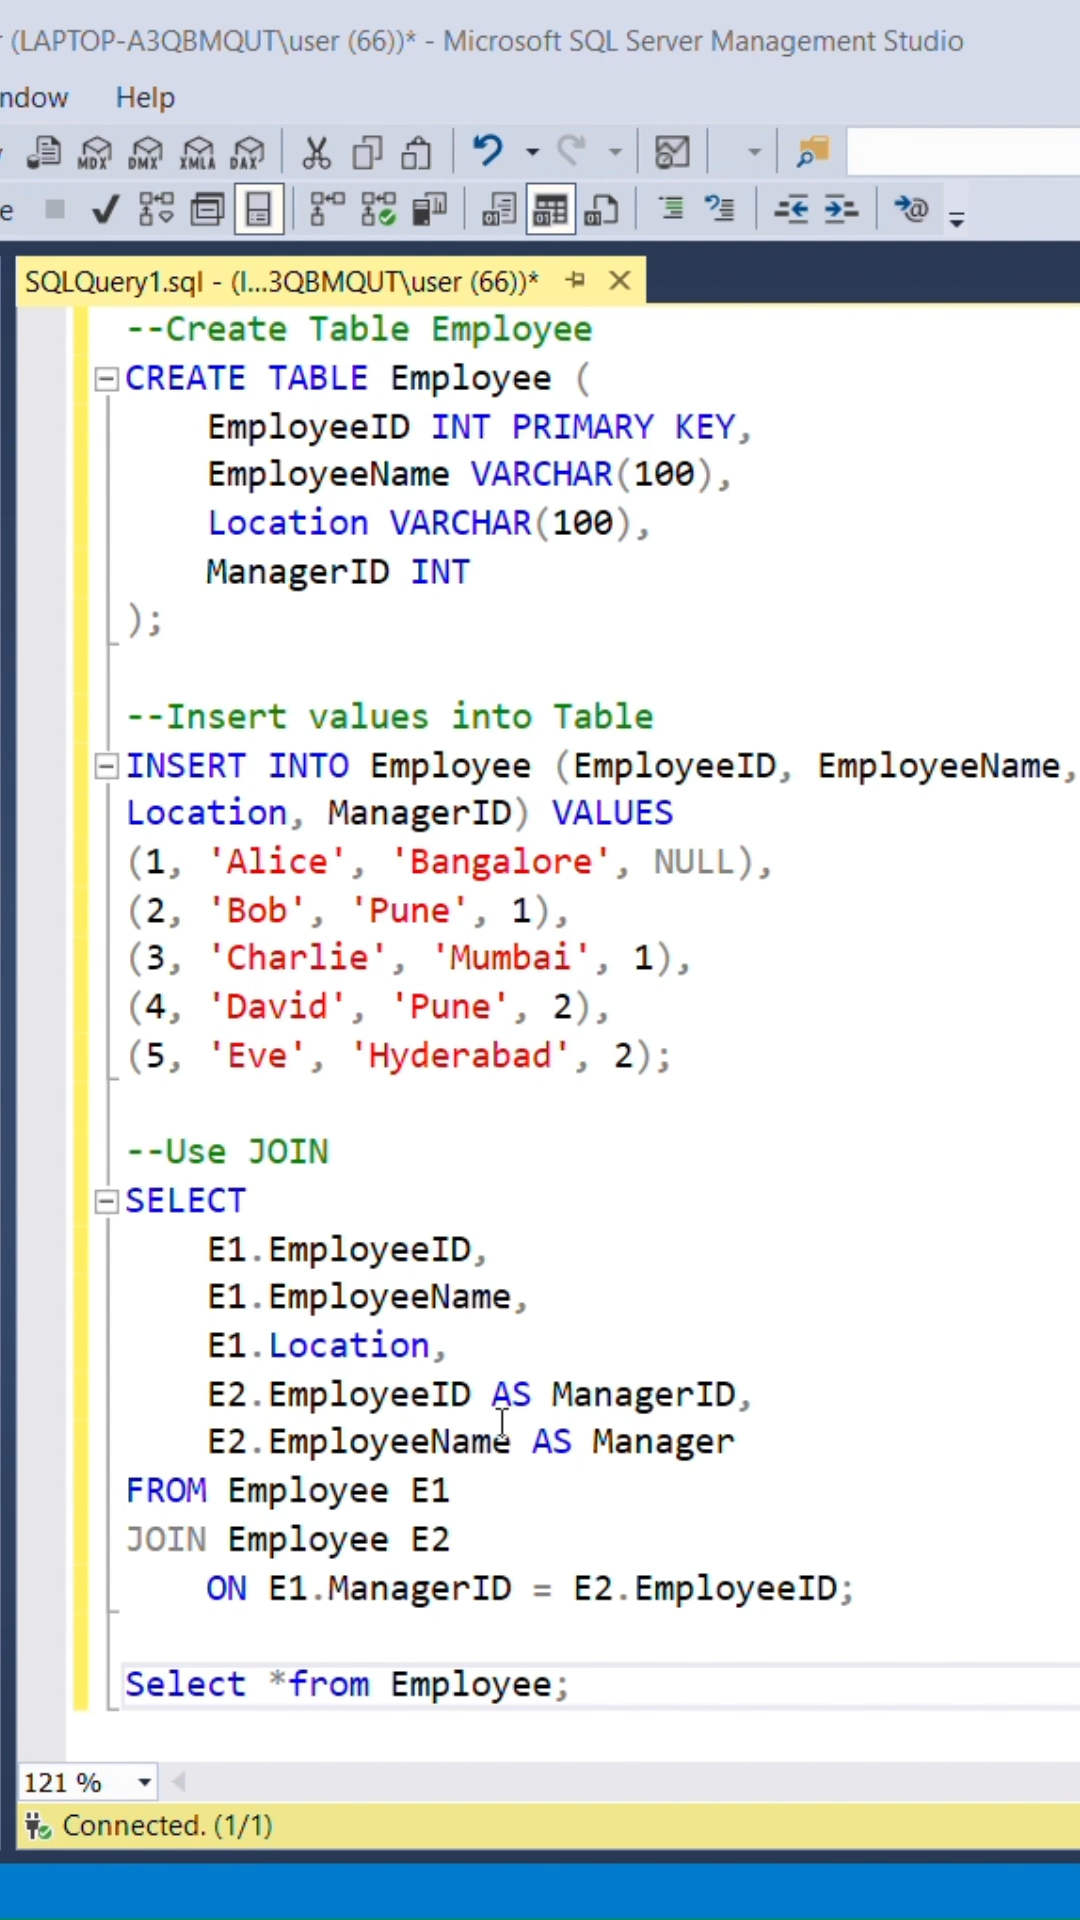 r (LAPTOP-A3QBMQUT\user (66))* - Microsoft SQL Server Management Studio
ndow Help
MDX DMX XMLA DAX
e
SQLQuery1.sql - (l...3QBMQUT\user (66))*
--Create Table Employee
CREATE TABLE Employee (
EmployeeID INT PRIMARY KEY,
EmployeeName VARCHAR(100),
Location VARCHAR(100),
ManagerID INT
);
--Insert values into Table
INSERT INTO Employee (EmployeeID, EmployeeName,
Location, ManagerID) VALUES
(1, 'Alice', 'Bangalore', NULL),
(2, 'Bob', 'Pune', 1),
(3, 'Charlie', 'Mumbai', 1),
(4, 'David', 'Pune', 2),
(5, 'Eve', 'Hyderabad', 2);
--Use JOIN
SELECT
E1.EmployeeID,
E1.EmployeeName,
E1.Location,
E2.EmployeeID AS ManagerID,
E2.EmployeeName AS Manager
FROM Employee E1
JOIN Employee E2
ON E1.ManagerID = E2.EmployeeID;
Select *from Employee;
121 %
Connected. (1/1)